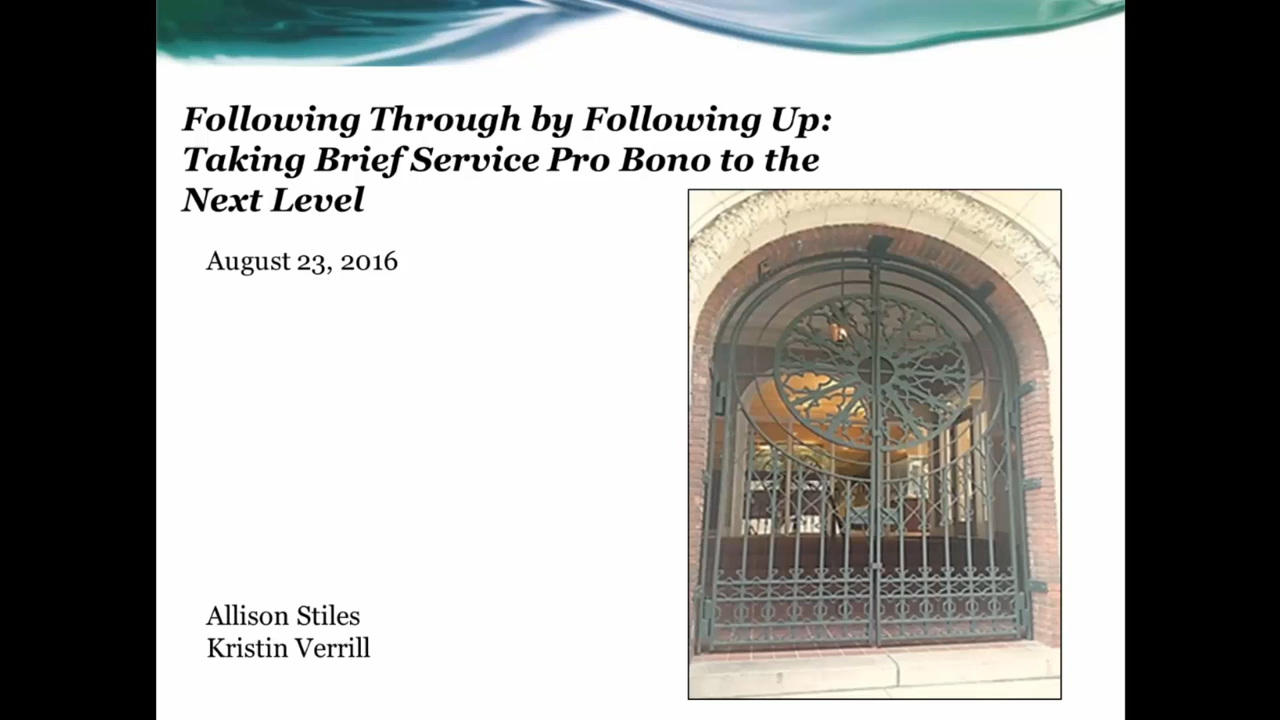 Following Through by Following Up:
Taking Brief Service Pro Bono to the
Next Level
August 23, 2016
Allison Stiles
Kristin Verrill